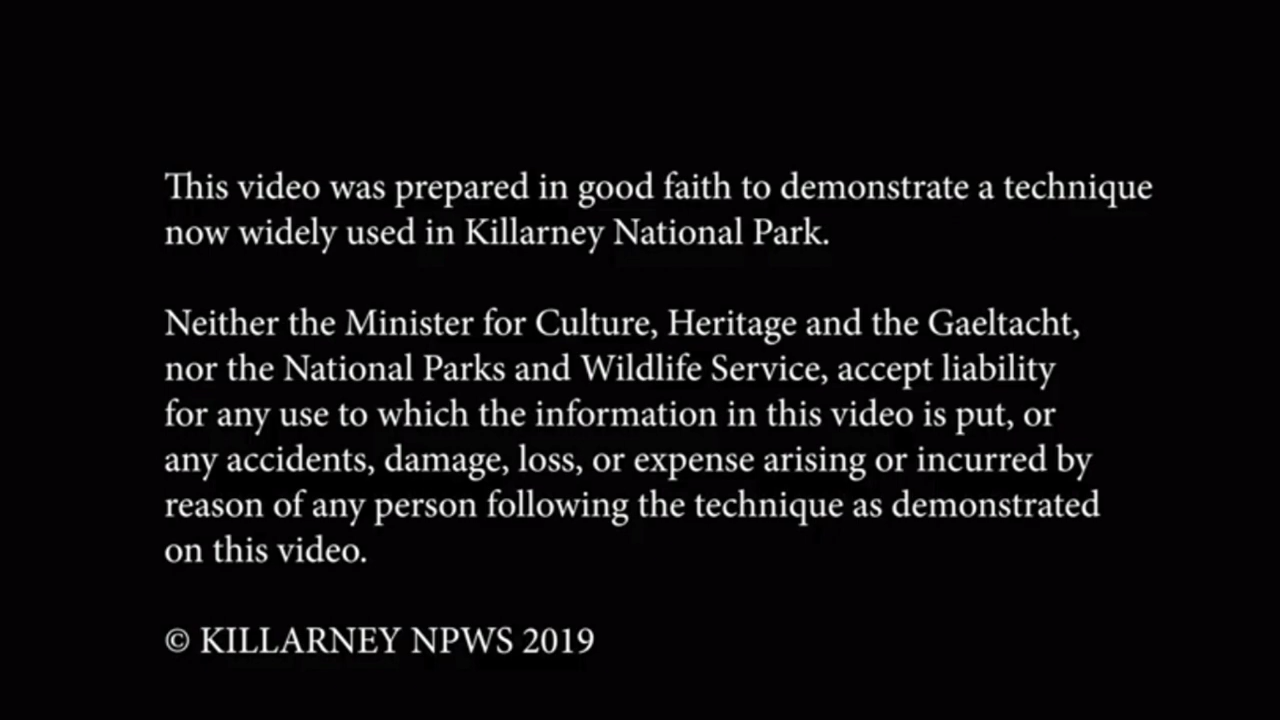 This video was prepared in good faith to demonstrate a technique
now widely used in Killarney National Park.
Neither the Minister for Culture, Heritage and the Gaeltacht,
nor the National Parks and Wildlife Service, accept liability
for any use to which the information in this video is put, or
any accidents, damage, loss, or expense arising or incurred by
reason of any person following the technique as demonstrated
on this video.
© KILLARNEY NPWS 2019